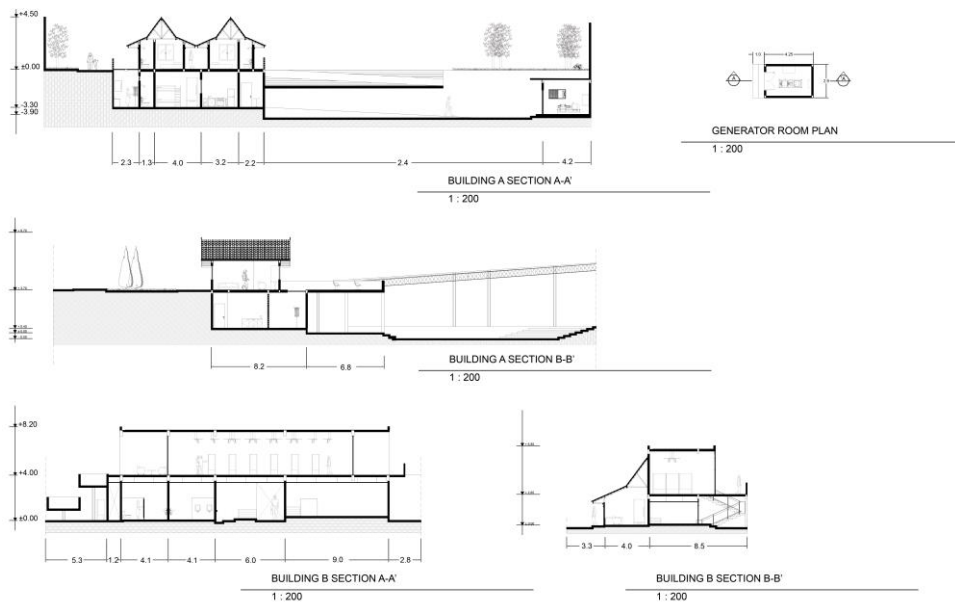 +4.50
±0.00
-3.30
-3.90
2.3 1.3 4.0 3.2 2.2 2.4 4.2
BUILDING A SECTION A-A'
1 : 200
4.25
GENERATOR ROOM PLAN
1 : 200
8.2 6.8
BUILDING A SECTION B-B'
1 : 200
+8.20
+4.00
±0.00
5.3 1.2 4.1 4.1 6.0 9.0 2.8
BUILDING B SECTION A-A'
1 : 200
3.3 4.0 8.5
BUILDING B SECTION B-B'
1 : 200